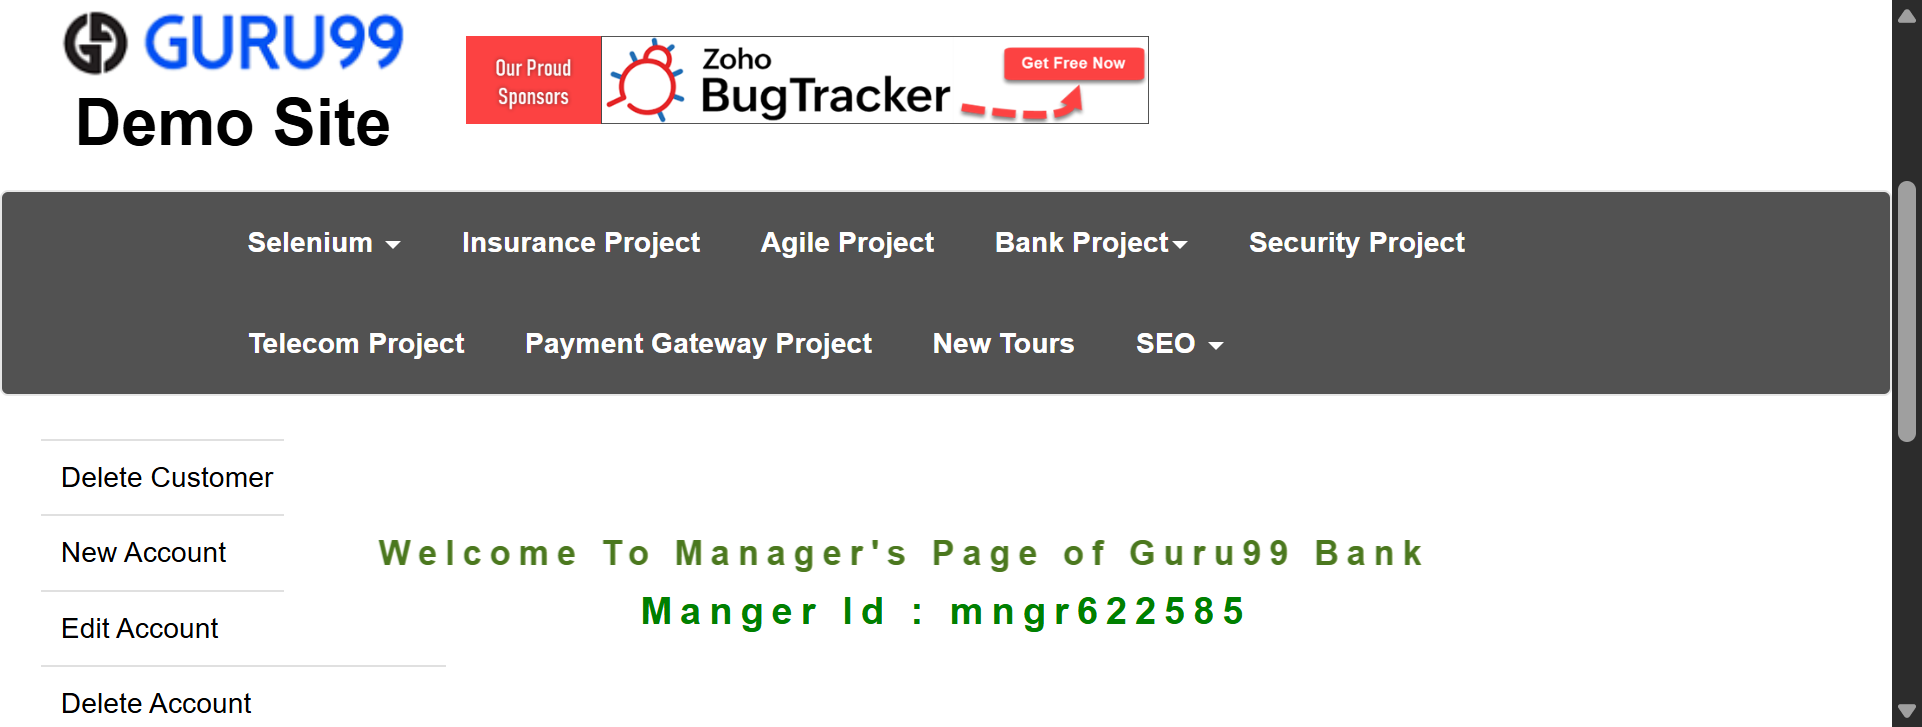 GURU99
Demo Site
Our Proud
Sponsors
Zoho
BugTracker
Get Free Now
Selenium
Insurance Project
Agile Project
Bank Project
Security Project
Telecom Project
Payment Gateway Project
New Tours
SEO
Delete Customer
New Account
Edit Account
Delete Account
Welcome To Manager's Page of Guru99 Bank
Manger Id : mngr622585